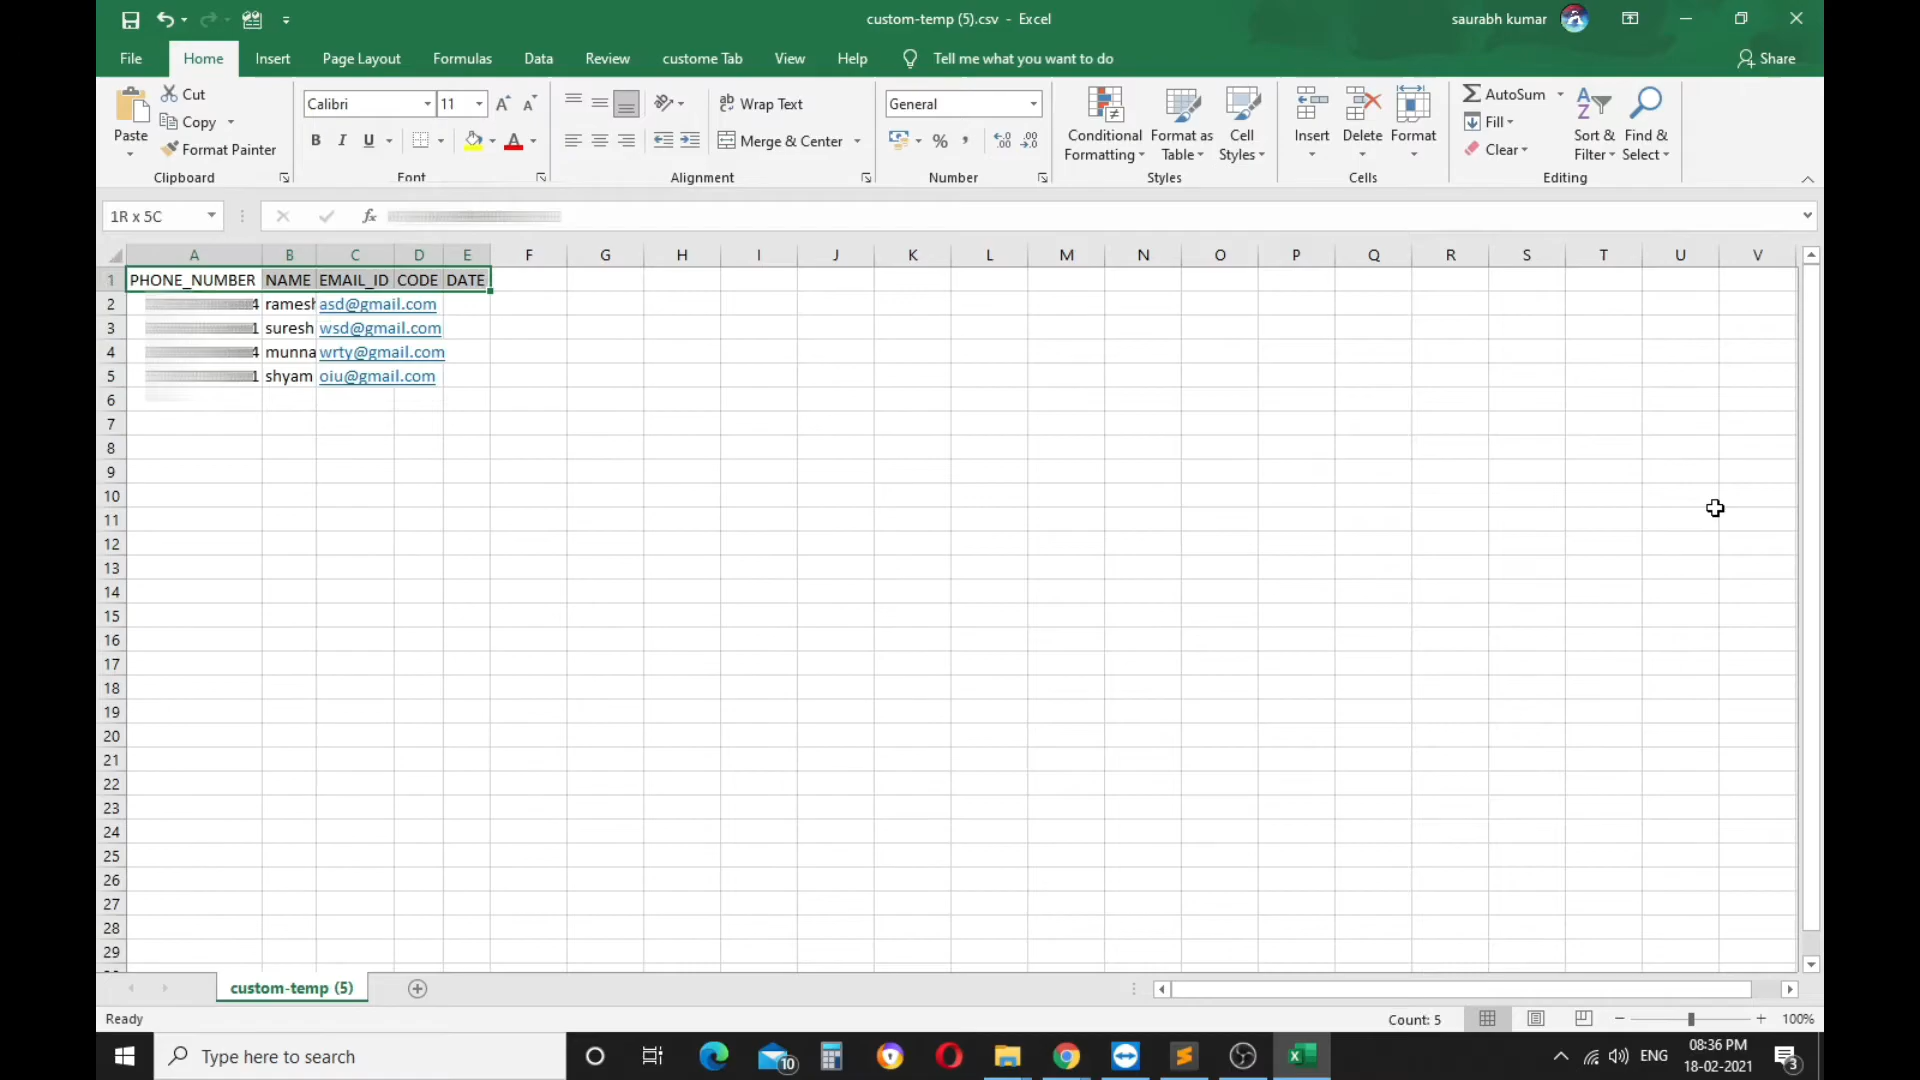 custom-temp (5).csv - Excel
saurabh kumar
File Home Insert Page Layout Formulas Data Review custome Tab View Help Tell me what you want to do Share
Paste
Cut
Copy
Format Painter
Clipboard
Calibri 11
B I U
Font
Wrap Text
Merge & Center
Alignment
General
%
Number
Conditional Formatting
Format as Table
Cell Styles
Styles
Insert Delete Format
Cells
AutoSum
Fill
Clear
Sort & Filter
Find & Select
Editing
1R x 5C fx
A B C D E F G H I J K L M N O P Q R S T U V
1 PHONE_NUMBER NAME EMAIL_ID CODE DATE
2 4 ramesh asd@gmail.com
3 1 suresh wsd@gmail.com
4 4 munna wrty@gmail.com
5 1 shyam oiu@gmail.com
6
7
8
9
10
11
12
13
14
15
16
17
18
19
20
21
22
23
24
25
26
27
28
29
custom-temp (5)
Ready Count: 5 100%
Type here to search 10 ENG 08:36 PM
18-02-2021 3